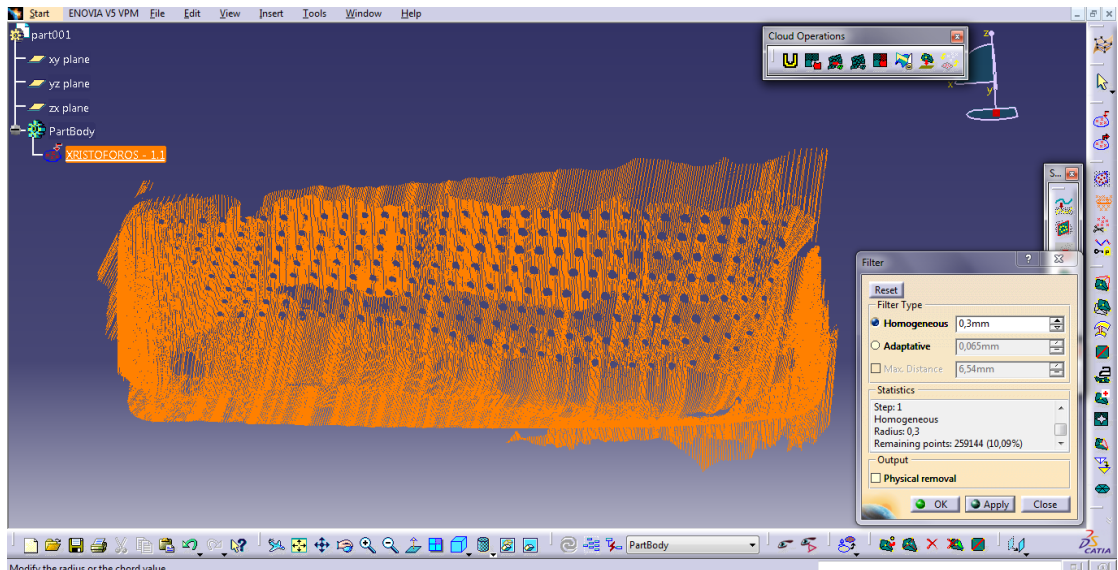 Start ENOVIA V5 VPM File Edit View Insert Tools Window Help
part001
xy plane
yz plane
zx plane
PartBody
XRISTOFOROS - 1.1
Cloud Operations
z
x
y
S...
Filter
Reset
Filter Type
Homogeneous 0,3mm
Adaptative 0,065mm
Max. Distance 6,54mm
Statistics
Step: 1
Homogeneous
Radius: 0,3
Remaining points: 259144 (10,09%)
Output
Physical removal
OK Apply Close
PartBody
CATIA
Modify the radius or the chord value